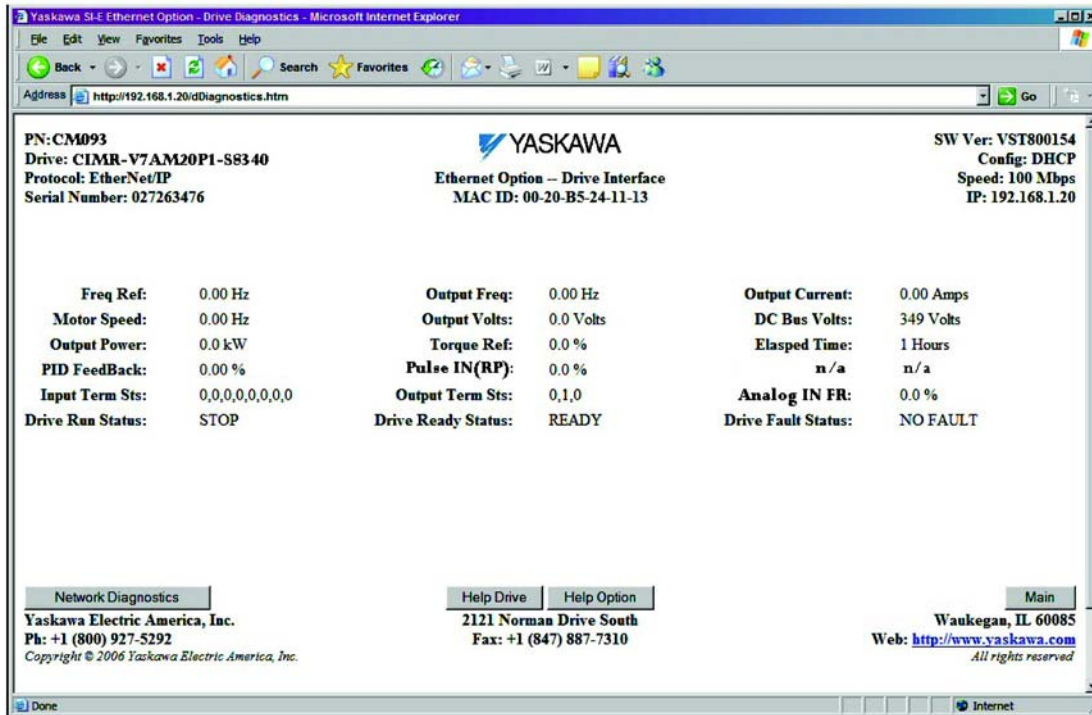 Yaskawa SI-E Ethernet Option - Drive Diagnostics - Microsoft Internet Explorer
File Edit View Favorites Tools Help
Back Search Favorites
Address http://192.168.1.20/dDiagnostics.htm Go
PN:CM093 YASKAWA SW Ver: VST800154
Drive: CIMR-V7AM20P1-S8340 Config: DHCP
Protocol: EtherNet/IP Ethernet Option -- Drive Interface Speed: 100 Mbps
Serial Number: 027263476 MAC ID: 00-20-B5-24-11-13 IP: 192.168.1.20
Freq Ref: 0.00 Hz Output Freq: 0.00 Hz Output Current: 0.00 Amps
Motor Speed: 0.00 Hz Output Volts: 0.0 Volts DC Bus Volts: 349 Volts
Output Power: 0.0 kW Torque Ref: 0.0 % Elasped Time: 1 Hours
PID FeedBack: 0.00 % Pulse IN(RP): 0.0 % n/a n/a
Input Term Sts: 0,0,0,0,0,0,0,0 Output Term Sts: 0,1,0 Analog IN FR: 0.0 %
Drive Run Status: STOP Drive Ready Status: READY Drive Fault Status: NO FAULT
Network Diagnostics Help Drive Help Option Main
Yaskawa Electric America, Inc. 2121 Norman Drive South Waukegan, IL 60085
Ph: +1 (800) 927-5292 Fax: +1 (847) 887-7310 Web: http://www.yaskawa.com
Copyright © 2006 Yaskawa Electric America, Inc. All rights reserved
Done Internet